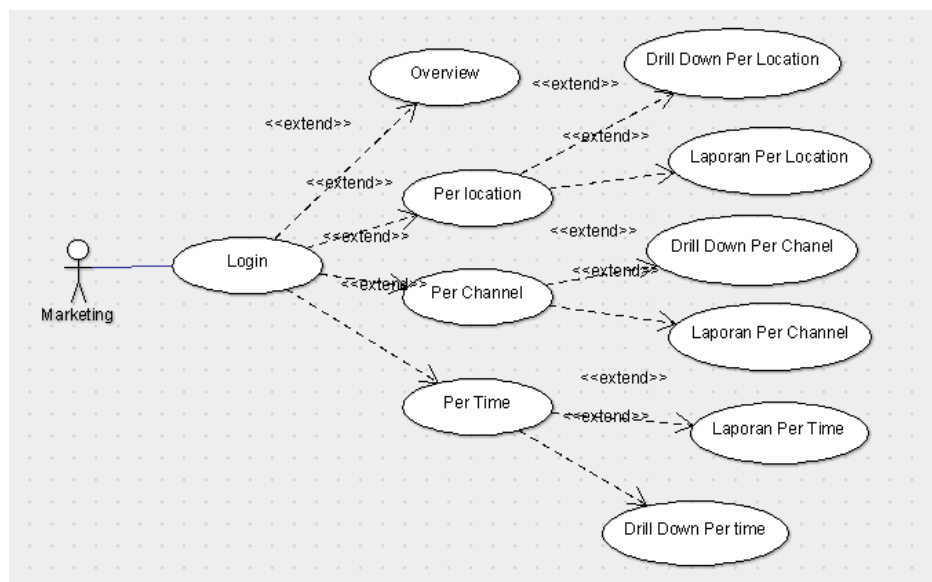 Overview
Drill Down Per Location
<<extend>>
<<extend>>
<<extend>>
Laporan Per Location
<<extend>>
Per location
<<extend>>
<<extend>>
Drill Down Per Chanel
Login
<<extend>>
<<extend>>
Per Channel
Marketing
Laporan Per Channel
<<extend>>
Per Time
<<extend>>
Laporan Per Time
Drill Down Per time